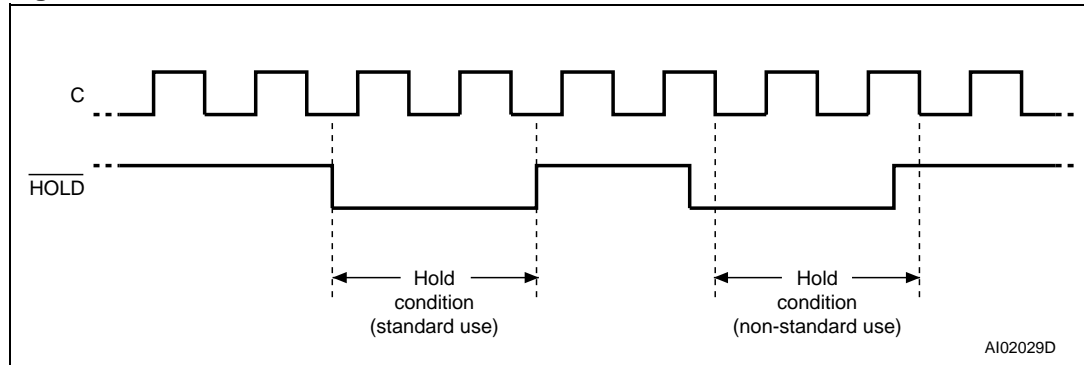 C
HOLD
Hold
condition
(standard use)
Hold
condition
(non-standard use)
AI02029D